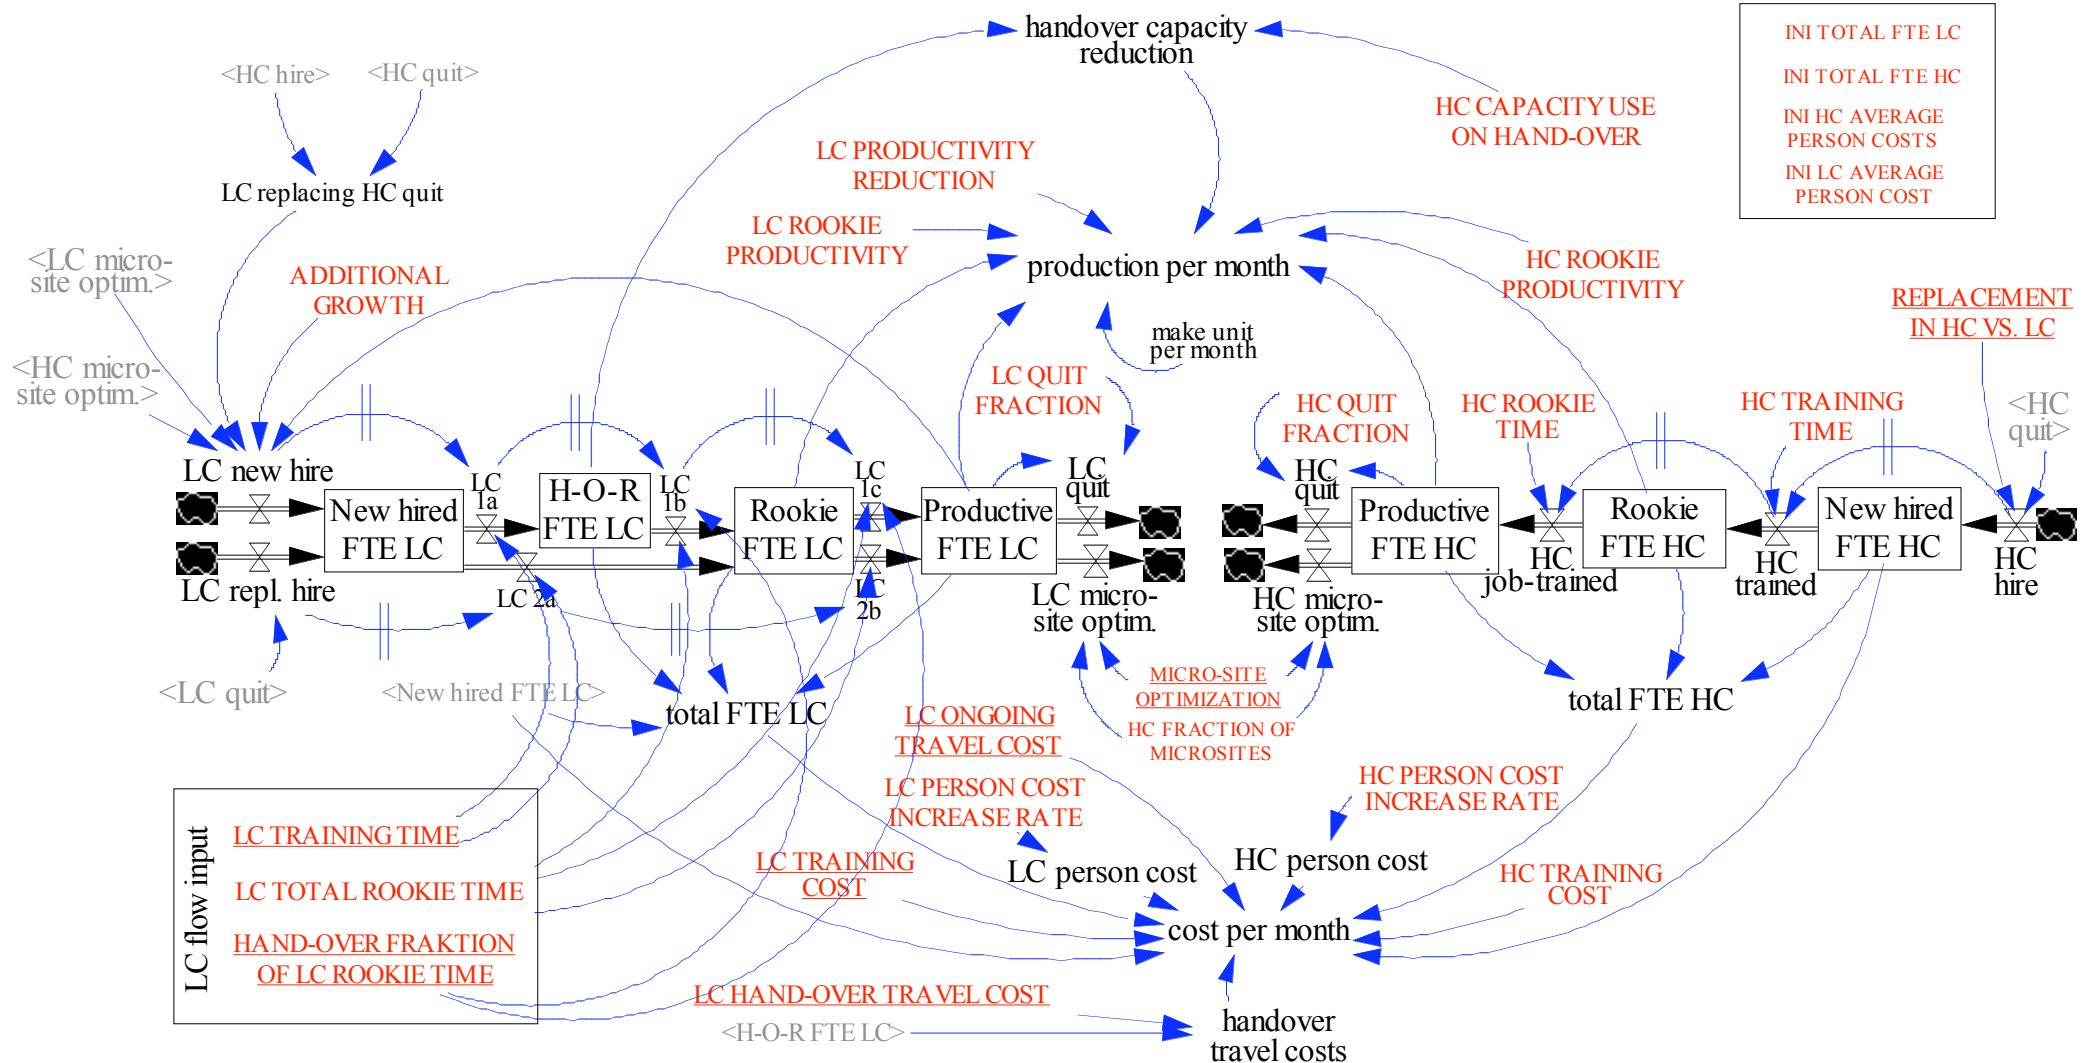 handover capacity
reduction
INI TOTAL FTE LC
INI TOTAL FTE HC
INI HC AVERAGE
PERSON COSTS
INI LC AVERAGE
PERSON COST
<HC hire>
<HC quit>
HC CAPACITY USE
ON HAND-OVER
LC PRODUCTIVITY
REDUCTION
LC replacing HC quit
LC ROOKIE
PRODUCTIVITY
<LC micro-
site optim.>
ADDITIONAL
GROWTH
production per month
HC ROOKIE
PRODUCTIVITY
REPLACEMENT
IN HC VS. LC
make unit
per month
<HC micro-
site optim.>
LC QUIT
FRACTION
HC QUIT
FRACTION
HC ROOKIE
TIME
HC TRAINING
TIME
<HC
quit>
LC new hire
LC
1a
LC
1b
LC
1c
LC
quit
HC
quit
New hired
FTE LC
H-O-R
FTE LC
Rookie
FTE LC
Productive
FTE LC
Productive
FTE HC
Rookie
FTE HC
New hired
FTE HC
LC repl. hire
LC 2a
LC
2b
LC micro-
site optim.
HC micro-
site optim.
HC
job-trained
HC
trained
HC
hire
<LC quit>
<New hired FTE LC>
total FTE LC
MICRO-SITE
OPTIMIZATION
HC FRACTION OF
MICROSITES
total FTE HC
LC ONGOING
TRAVEL COST
LC PERSON COST
INCREASE RATE
HC PERSON COST
INCREASE RATE
LC flow input
LC TRAINING TIME
LC TOTAL ROOKIE TIME
HAND-OVER FRAKTION
OF LC ROOKIE TIME
LC TRAINING
COST
LC person cost
HC person cost
HC TRAINING
COST
cost per month
LC HAND-OVER TRAVEL COST
<H-O-R FTE LC>
handover
travel costs